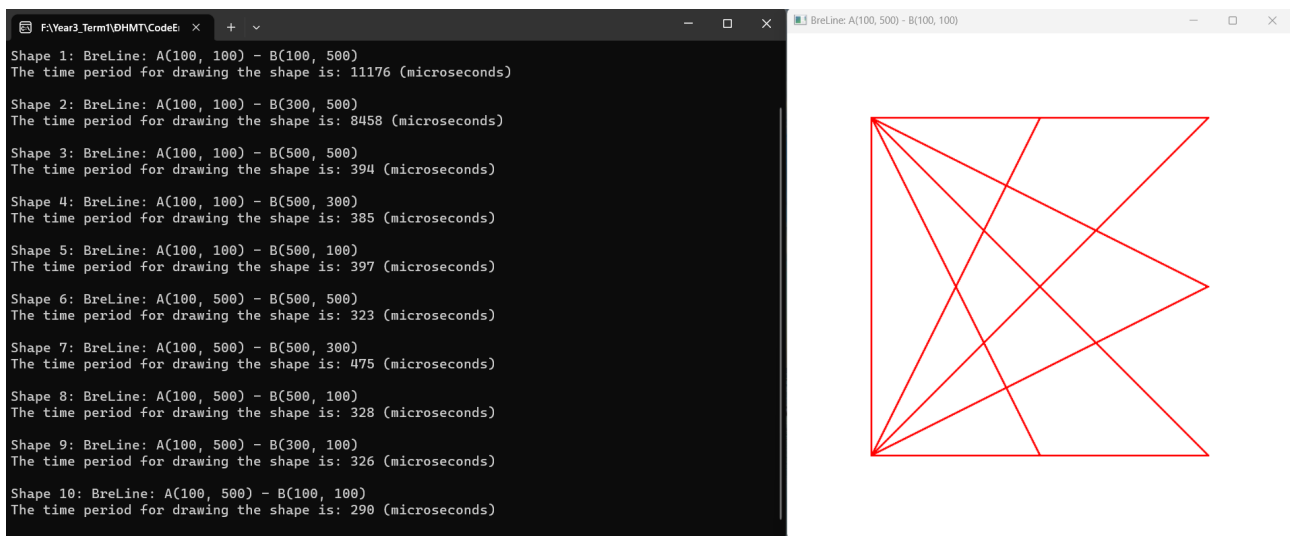 F:\Year3_Term1\ĐHMT\CodeE
Shape 1: BreLine: A(100, 100) - B(100, 500)
The time period for drawing the shape is: 11176 (microseconds)
Shape 2: BreLine: A(100, 100) - B(300, 500)
The time period for drawing the shape is: 8458 (microseconds)
Shape 3: BreLine: A(100, 100) - B(500, 500)
The time period for drawing the shape is: 394 (microseconds)
Shape 4: BreLine: A(100, 100) - B(500, 300)
The time period for drawing the shape is: 385 (microseconds)
Shape 5: BreLine: A(100, 100) - B(500, 100)
The time period for drawing the shape is: 397 (microseconds)
Shape 6: BreLine: A(100, 500) - B(500, 500)
The time period for drawing the shape is: 323 (microseconds)
Shape 7: BreLine: A(100, 500) - B(500, 300)
The time period for drawing the shape is: 475 (microseconds)
Shape 8: BreLine: A(100, 500) - B(500, 100)
The time period for drawing the shape is: 328 (microseconds)
Shape 9: BreLine: A(100, 500) - B(300, 100)
The time period for drawing the shape is: 326 (microseconds)
Shape 10: BreLine: A(100, 500) - B(100, 100)
The time period for drawing the shape is: 290 (microseconds)
BreLine: A(100, 500) - B(100, 100)